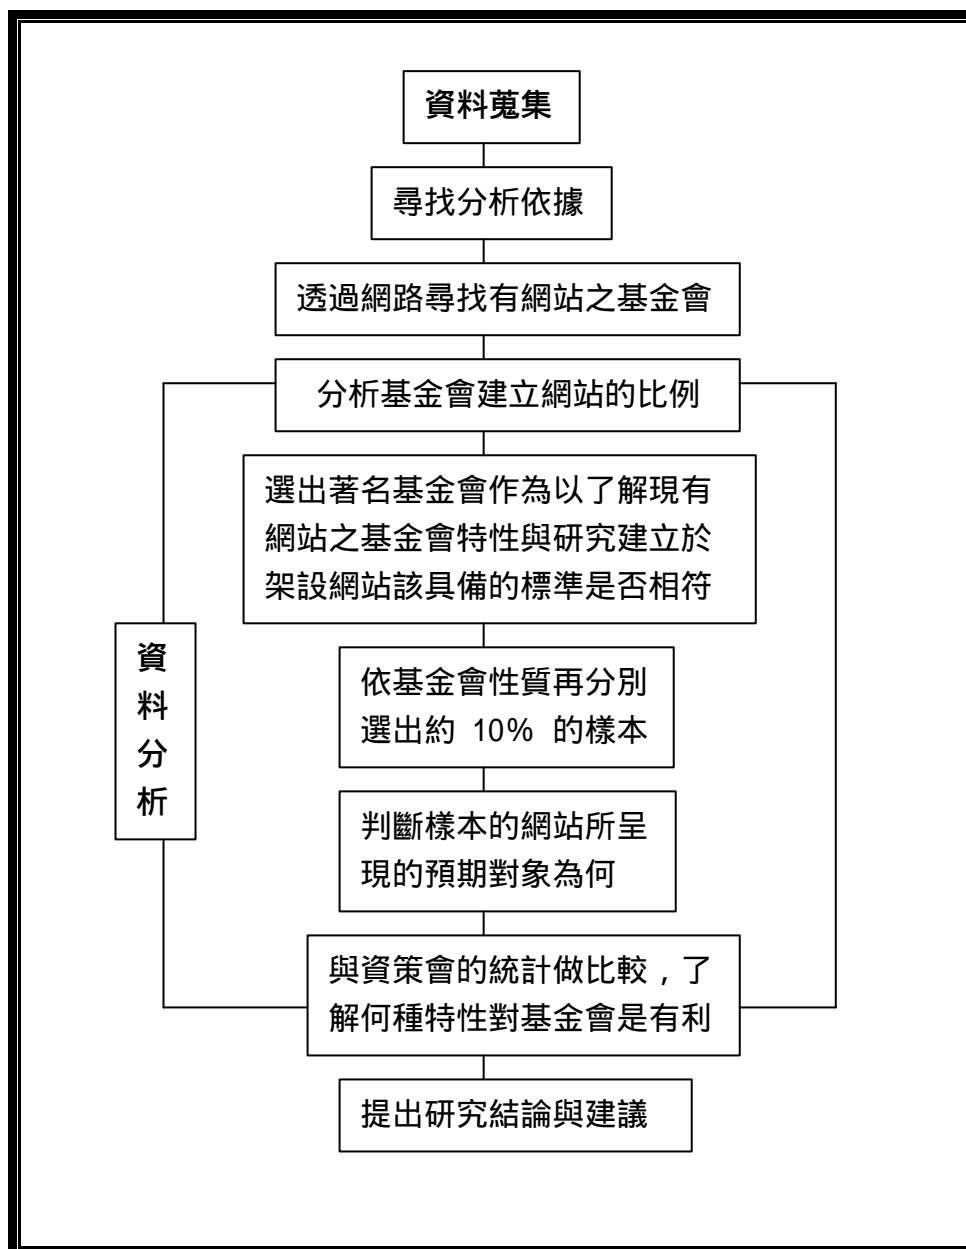 資料蒐集
尋找分析依據
透過網路尋找有網站之基金會
分析基金會建立網站的比例
選出著名基金會作為以了解現有
網站之基金會特性與研究建立於
架設網站該具備的標準是否相符
資
料
分
析
依基金會性質再分別
選出約 10% 的樣本
判斷樣本的網站所呈
現的預期對象為何
與資策會的統計做比較，了
解何種特性對基金會是有利
提出研究結論與建議